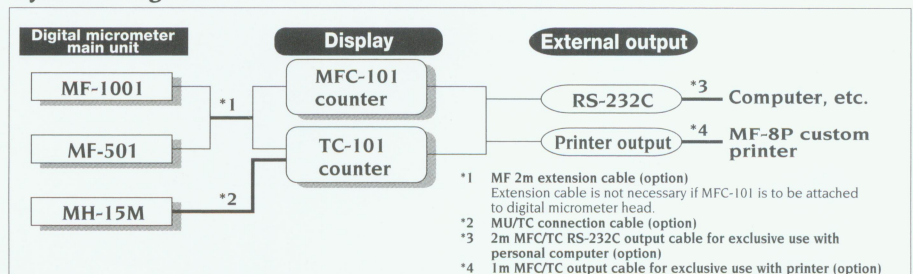 Digital micrometer
main unit
Display
External output
MF-1001
MF-501
MH-15M
*1
*2
MFC-101
counter
TC-101
counter
RS-232C
*3
Computer, etc.
Printer output
*4
MF-8P custom
printer
*1 MF 2m extension cable (option)
Extension cable is not necessary if MFC-101 is to be attached
to digital micrometer head.
*2 MU/TC connection cable (option)
*3 2m MFC/TC RS-232C output cable for exclusive use with
personal computer (option)
*4 1m MFC/TC output cable for exclusive use with printer (option)